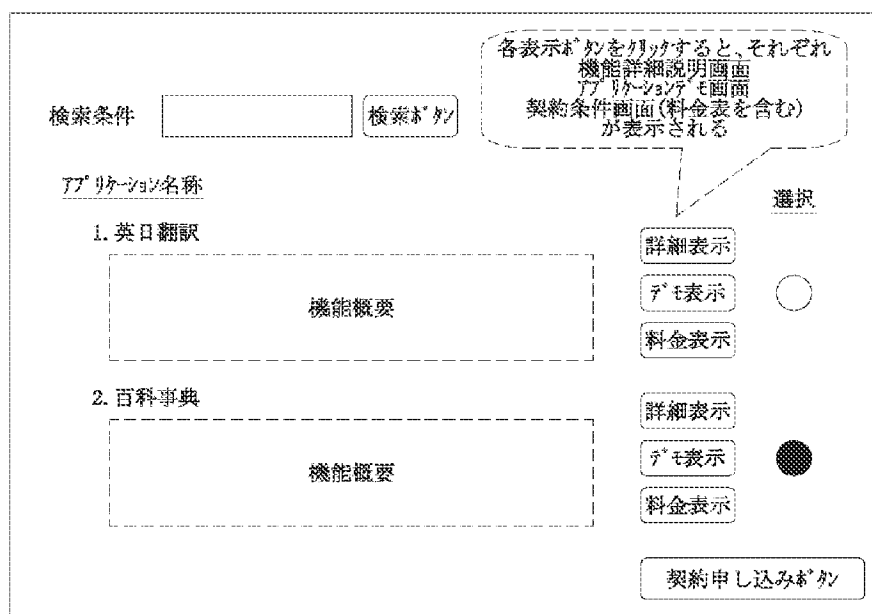 各表示ボタンをクリックすると、それぞれ
機能詳細説明画面
アプリケーションデモ画面
契約条件画面(料金表を含む)
が表示される
検索条件
検索ボタン
アプリケーション名称
選択
1. 英日翻訳
詳細表示
機能概要
デモ表示
料金表示
2. 百科事典
詳細表示
機能概要
デモ表示
料金表示
契約申し込みボタン